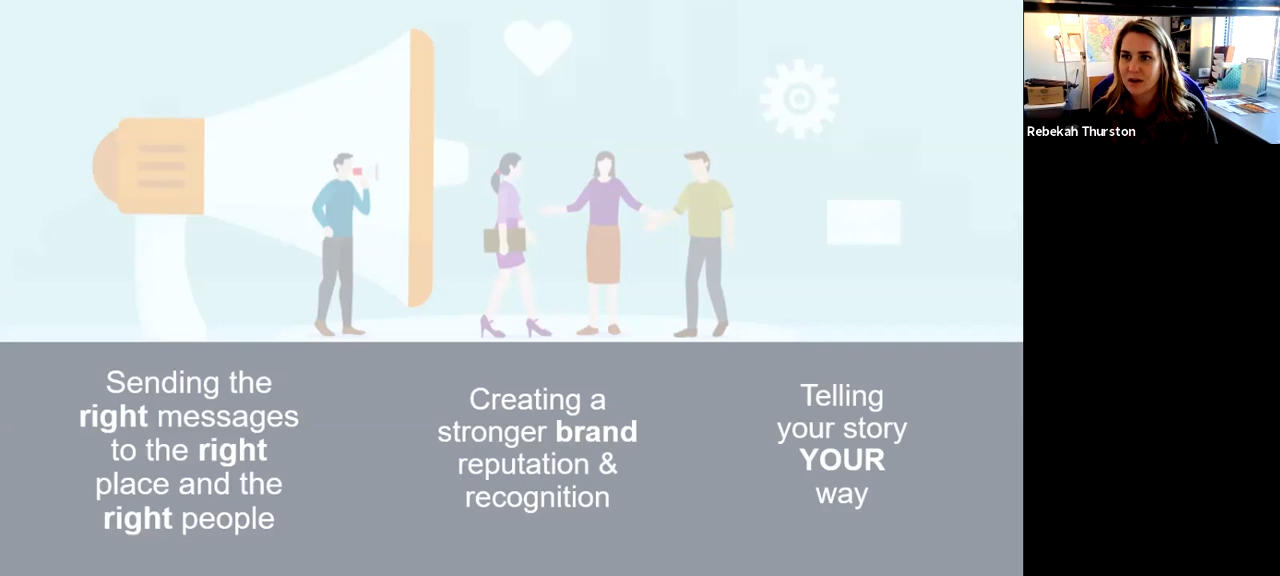 Rebekah Thurston
Sending the
right messages
to the right
place and the
right people
Creating a
stronger brand
reputation &
recognition
Telling
your story
YOUR
way